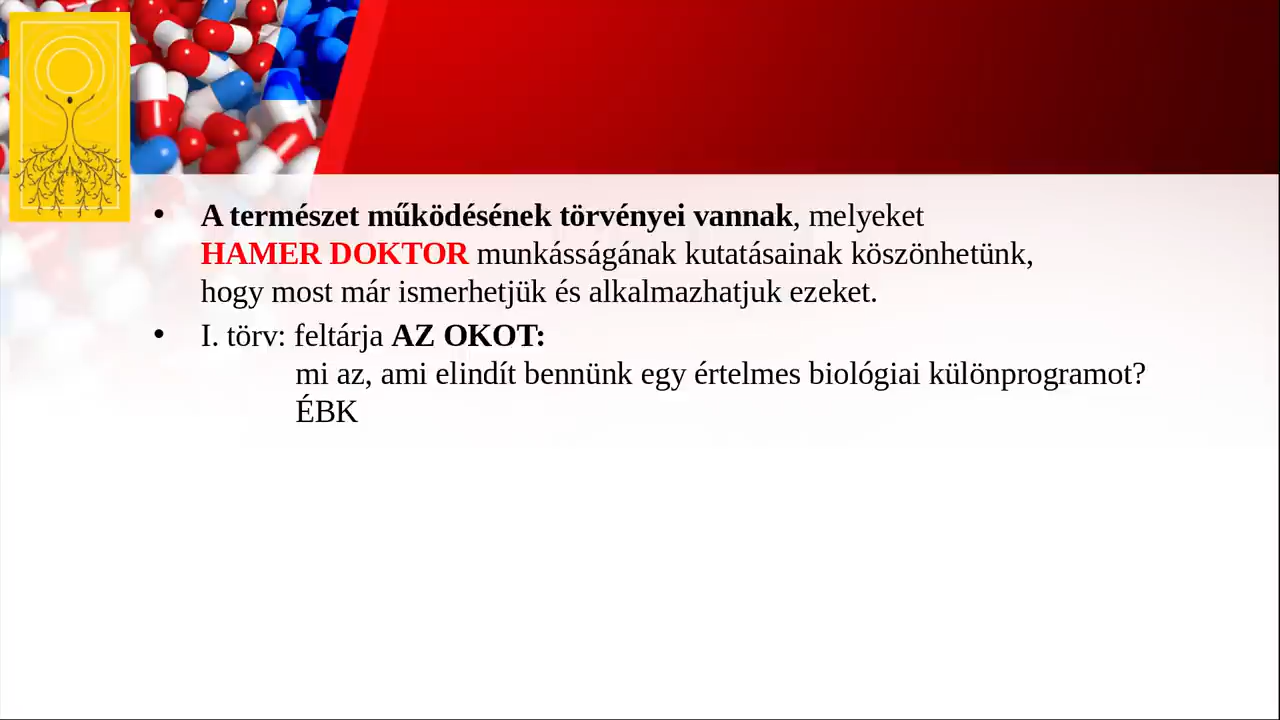 • A természet működésének törvényei vannak, melyeket
HAMER DOKTOR munkásságának kutatásainak köszönhetünk,
hogy most már ismerhetjük és alkalmazhatjuk ezeket.
• I. törv: feltárja AZ OKOT:
mi az, ami elindít bennünk egy értelmes biológiai különprogramot?
ÉBK